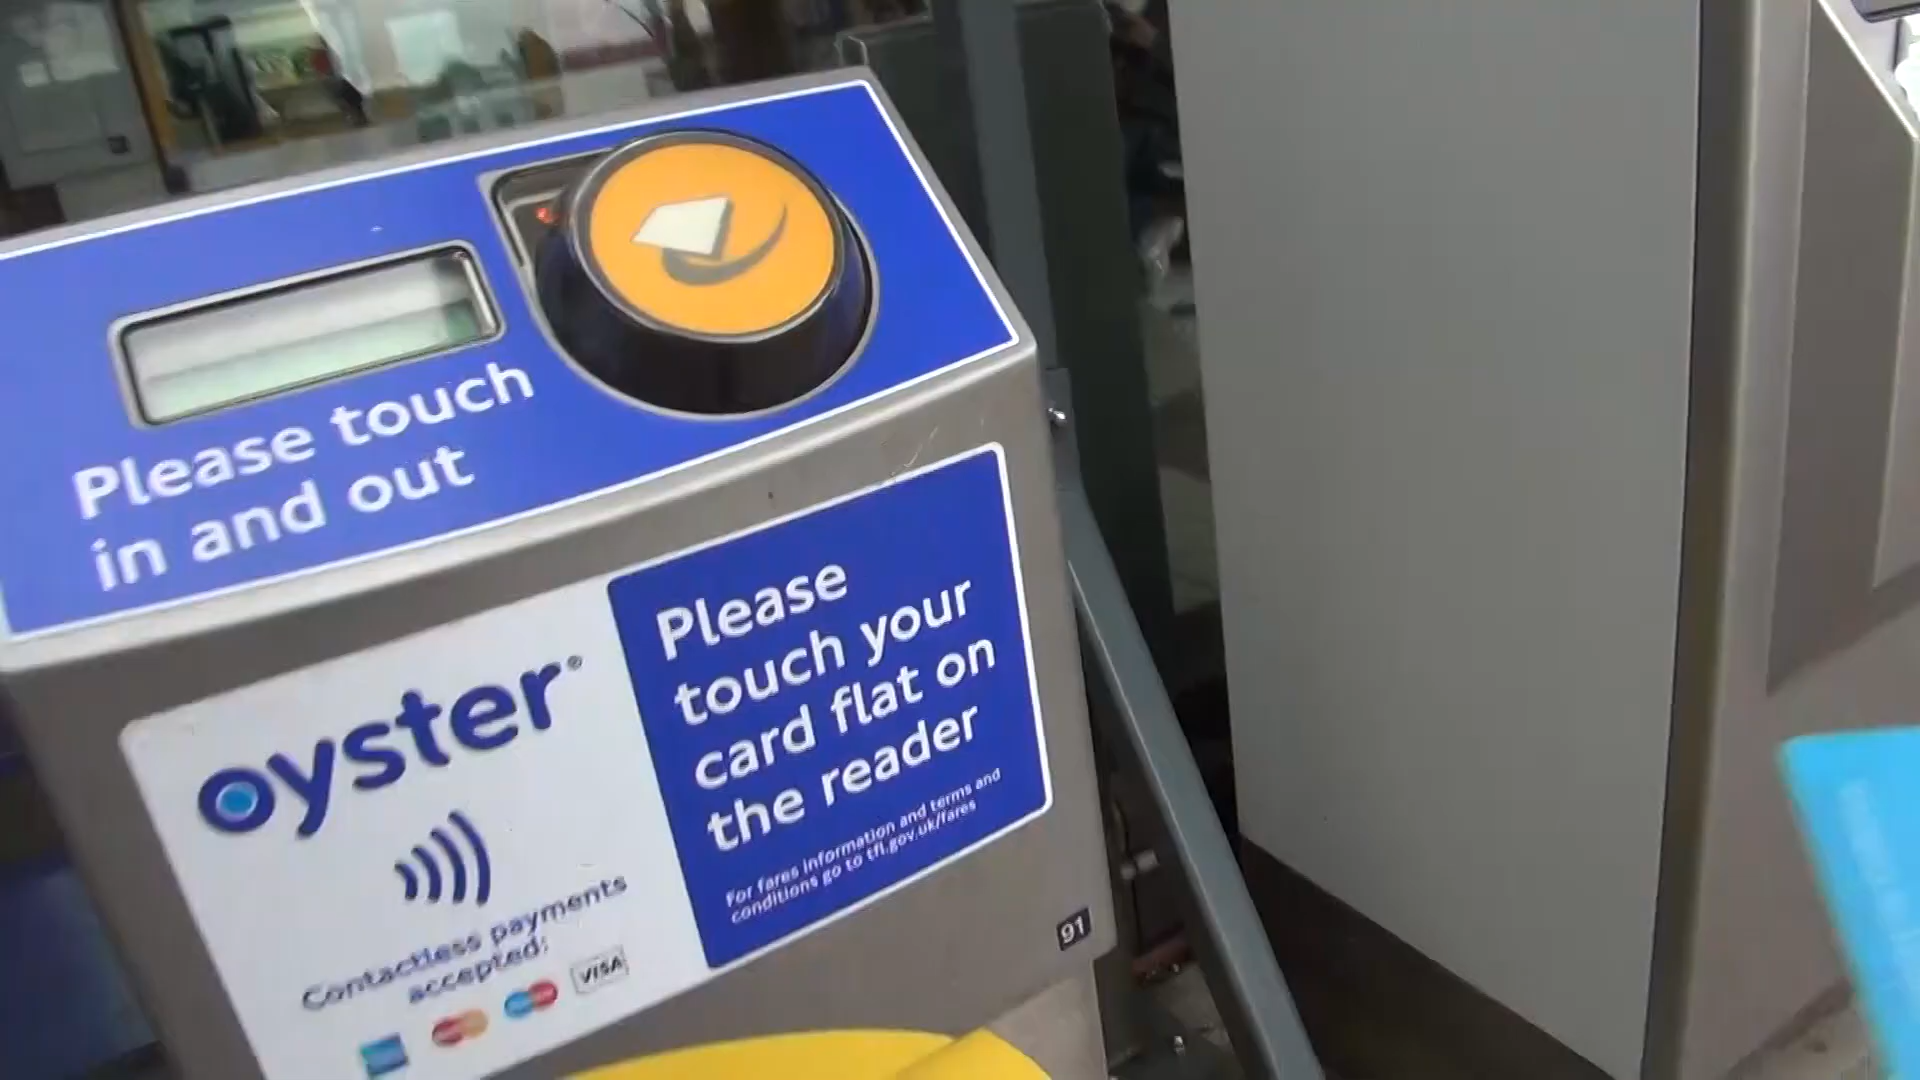 Please touch
in and out
oyster®
Contactless payments
accepted:
VISA
Please
touch your
card flat on
the reader
For fares information and terms and
conditions go to tfl.gov.uk/fares
91